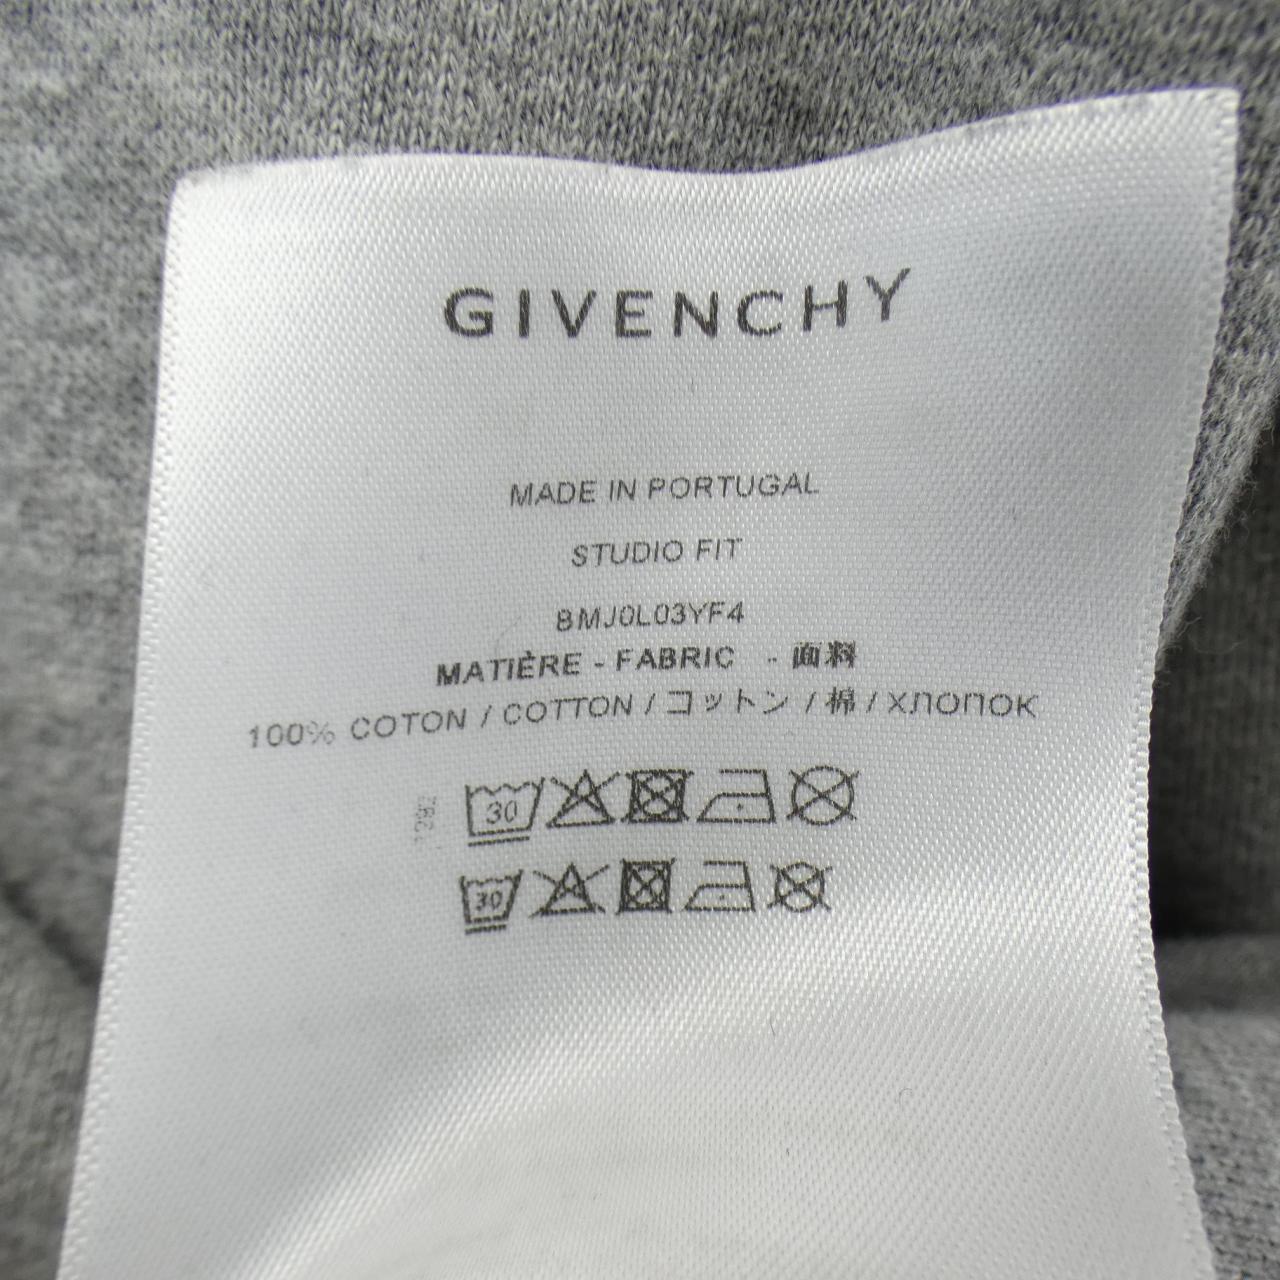 GIVENCHY
MADE IN PORTUGAL
STUDIO FIT
BMJ0L03YF4
MATIÈRE - FABRIC - 面料
100% COTON / COTTON / コットン / 棉 / ХЛОПОК
30
30